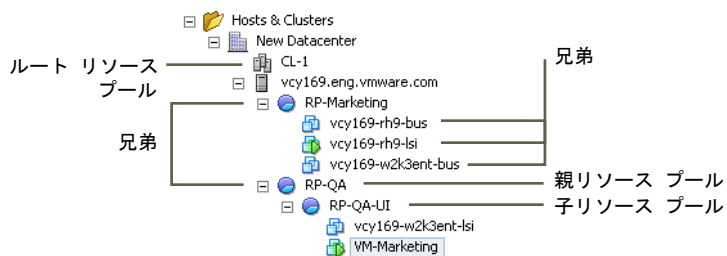 Hosts & Clusters
New Datacenter
CL-1
vcy169.eng.vmware.com
RP-Marketing
vcy169-rh9-bus
vcy169-rh9-lsi
vcy169-w2k3ent-bus
RP-QA
RP-QA-UI
vcy169-w2k3ent-lsi
VM-Marketing
ルート リソース
プール
兄弟
兄弟
親リソース プール
子リソース プール